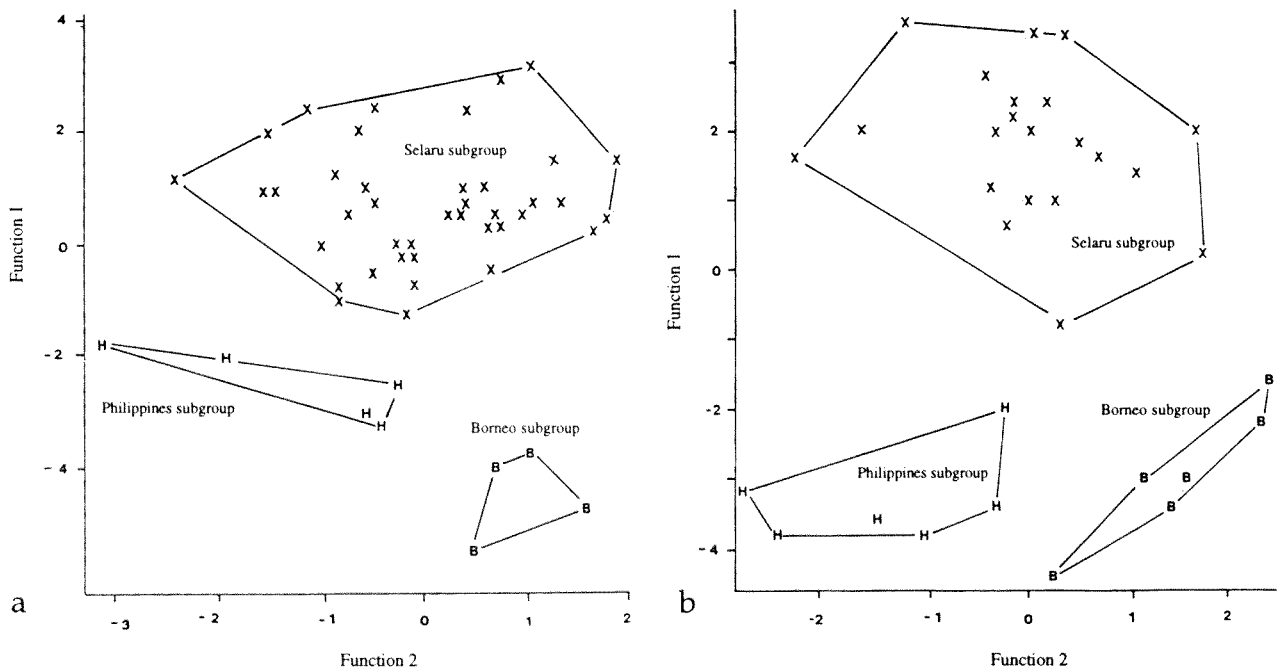 4
2
0
-2
-4
Function 1
Selaru subgroup
Philippines subgroup
Borneo subgroup
a
-3
-2
-1
0
1
2
Function 2
2
0
-2
-4
Function 1
Selaru subgroup
Borneo subgroup
Philippines subgroup
b
-2
-1
0
1
2
Function 2